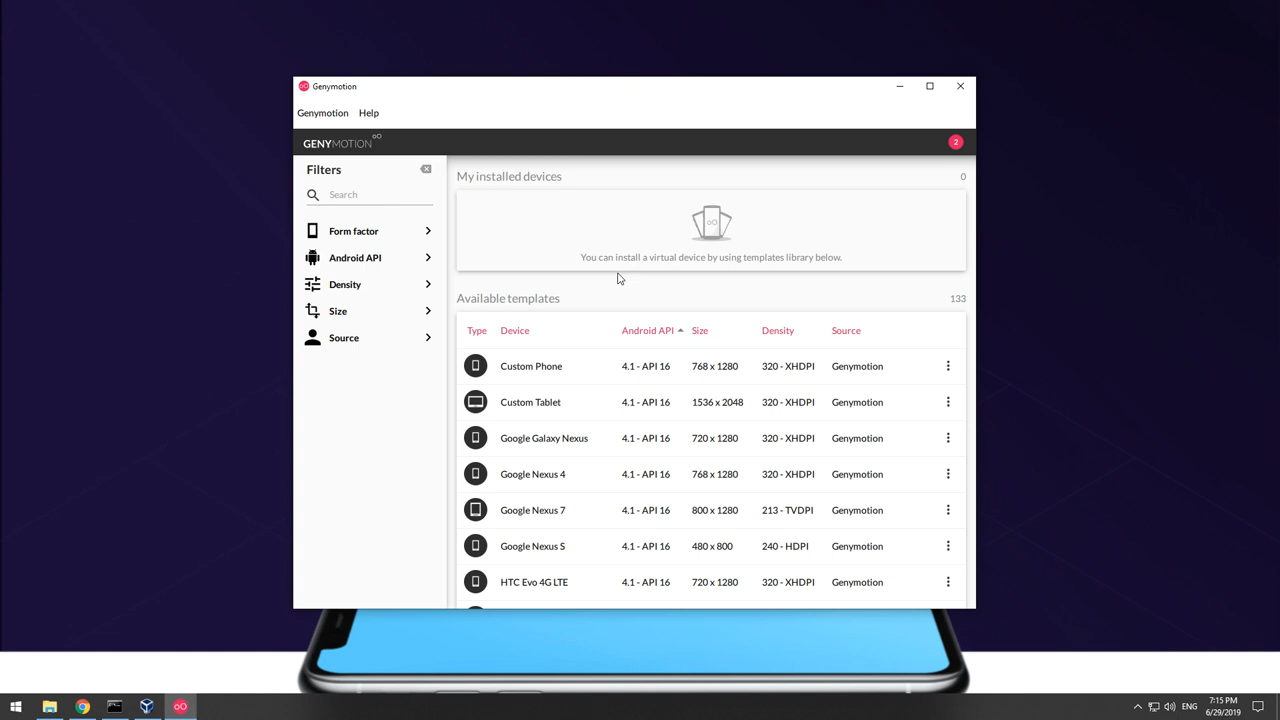 Genymotion
Genymotion Help
GENYMOTION
2
Filters
Search
Form factor
Android API
Density
Size
Source
My installed devices 0
You can install a virtual device by using templates library below.
Available templates 133
Type Device Android API Size Density Source
Custom Phone 4.1 - API 16 768 x 1280 320 - XHDPI Genymotion
Custom Tablet 4.1 - API 16 1536 x 2048 320 - XHDPI Genymotion
Google Galaxy Nexus 4.1 - API 16 720 x 1280 320 - XHDPI Genymotion
Google Nexus 4 4.1 - API 16 768 x 1280 320 - XHDPI Genymotion
Google Nexus 7 4.1 - API 16 800 x 1280 213 - TVDPI Genymotion
Google Nexus S 4.1 - API 16 480 x 800 240 - HDPI Genymotion
HTC Evo 4G LTE 4.1 - API 16 720 x 1280 320 - XHDPI Genymotion
ENG
7:15 PM
6/29/2019